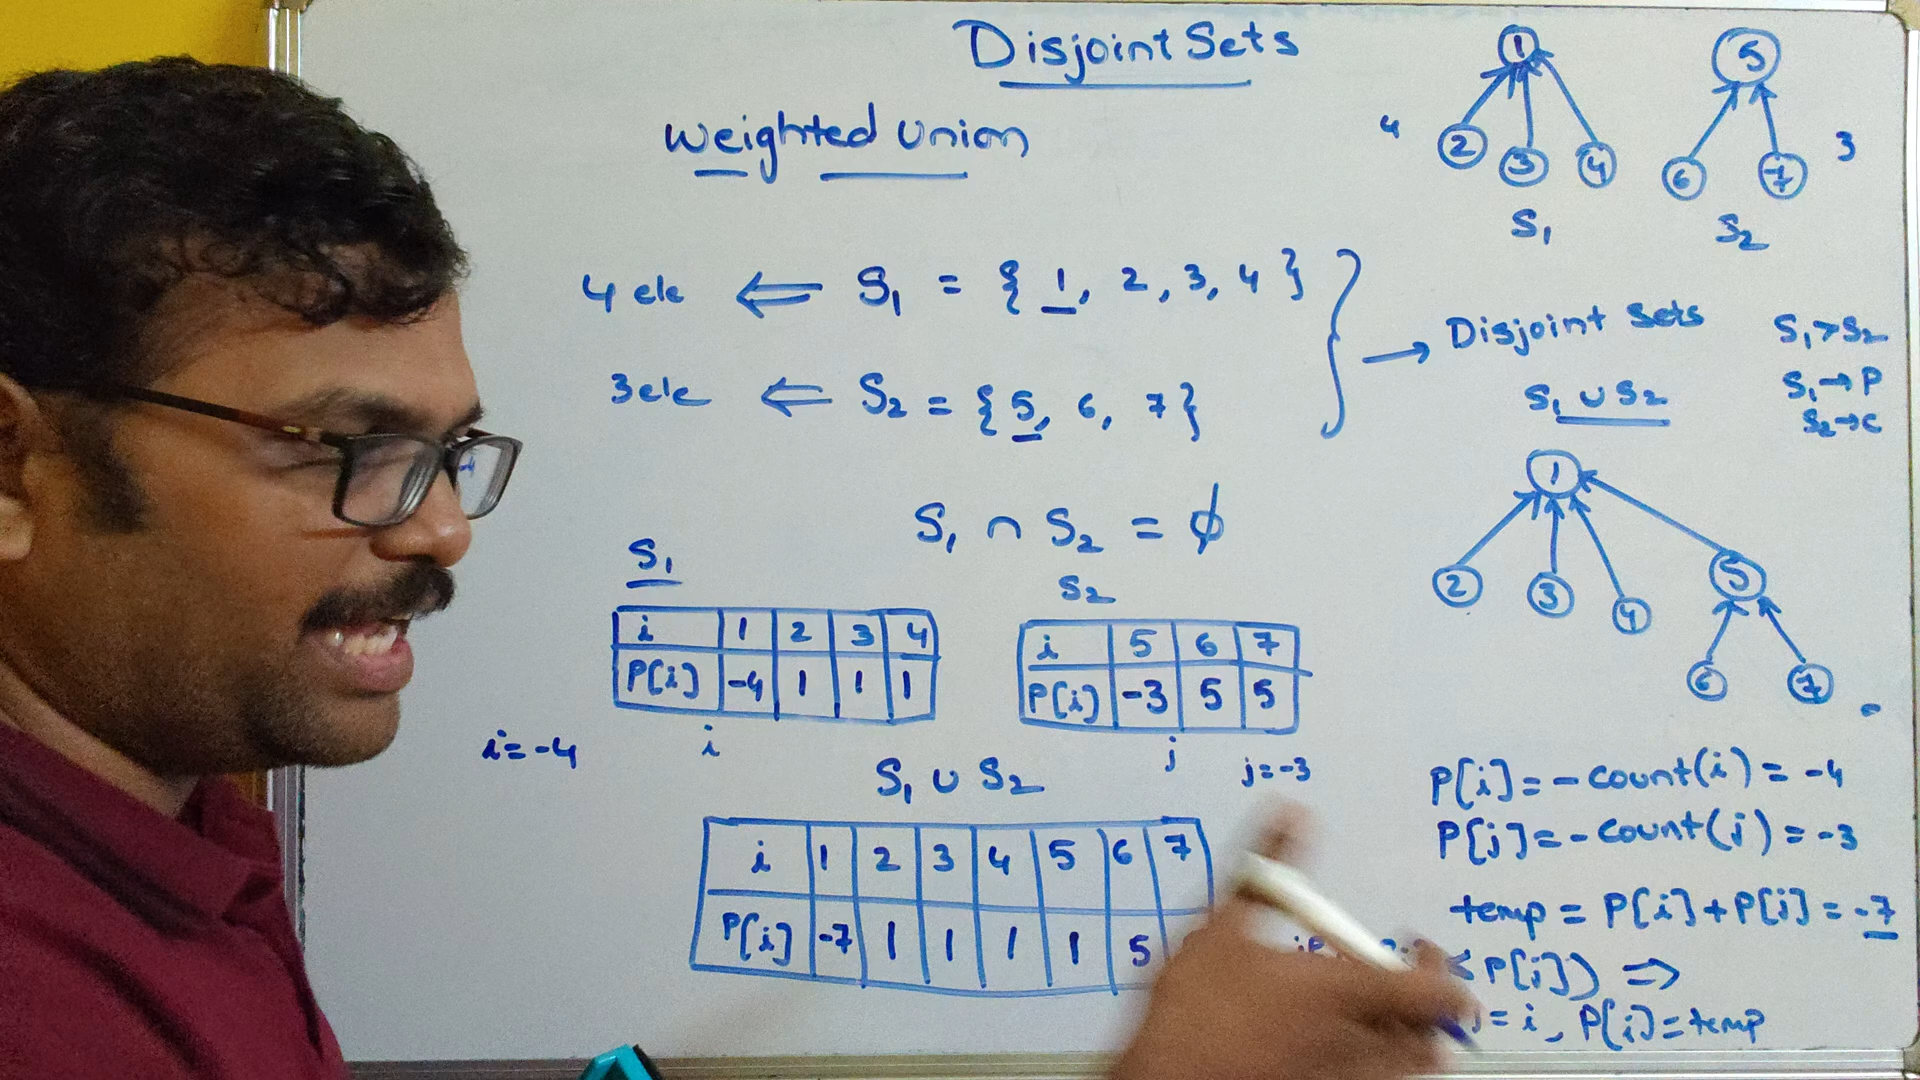 Disjoint Sets
Weighted Union
1 5
4 2 3 4 6 7 3
S₁ S₂
4 ele ⇐ S₁ = { 1, 2, 3, 4 }
3 ele ⇐ S₂ = { 5, 6, 7 }
→ Disjoint Sets
S₁ > S₂
S₁ → P
S₂ → C
S₁ ∪ S₂
1
2 3 4 5
6 7
S₁ ∩ S₂ = ϕ
S₁
i 1 2 3 4
P[i] -4 1 1 1
i = -4 i
S₂
i 5 6 7
P[i] -3 5 5
j j = -3
S₁ ∪ S₂
i 1 2 3 4 5 6 7
P[i] -7 1 1 1 1 5
P[i] = - count(i) = -4
P[j] = - count(j) = -3
temp = P[i] + P[j] = -7
< P[j]) ⇒
= i, P[i] = temp